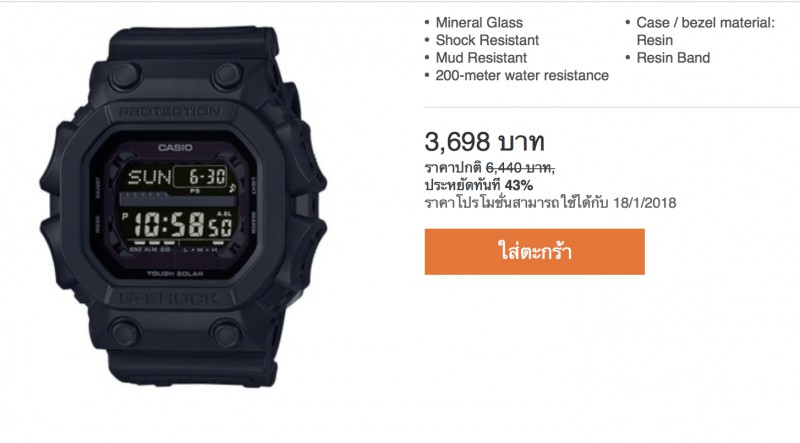 PROTECTION
CASIO
SUN 6-30
PS
LIGHT
SEARCH
P 10:58 50
A.EL
SNZ ALM SIG L•M•H
TOUGH SOLAR
G-SHOCK
• Mineral Glass
• Shock Resistant
• Mud Resistant
• 200-meter water resistance
• Case / bezel material:
Resin
• Resin Band
3,698 บาท
ราคาปกติ 6,440 บาท,
ประหยัดทันที 43%
ราคาโปรโมชั่นสามารถใช้ได้กับ 18/1/2018
ใส่ตะกร้า